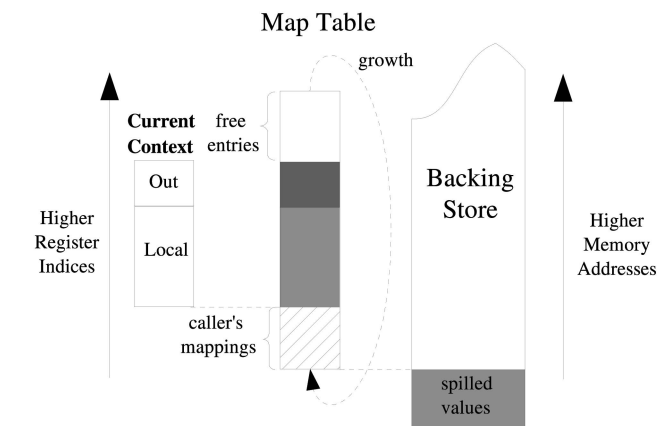 Map Table
growth
Current
Context
free
entries
Out
Local
Higher
Register
Indices
caller's
mappings
Backing
Store
spilled
values
Higher
Memory
Addresses